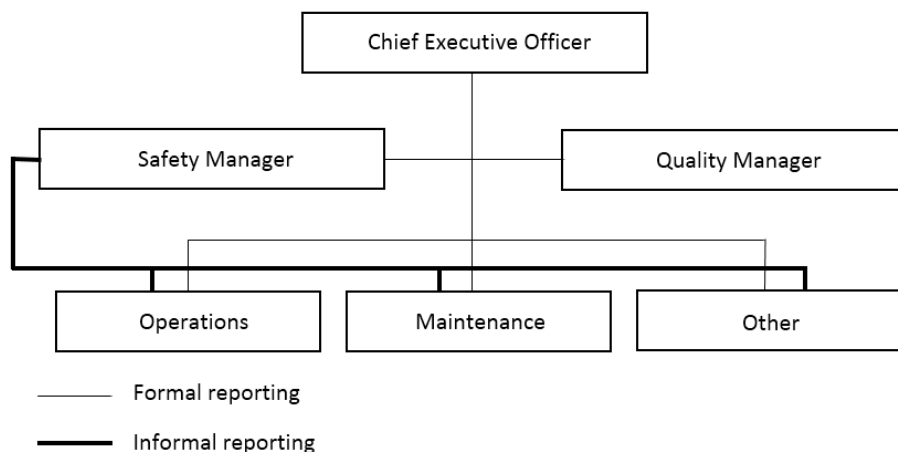 Chief Executive Officer
Safety Manager
Quality Manager
Operations
Maintenance
Other
Formal reporting
Informal reporting